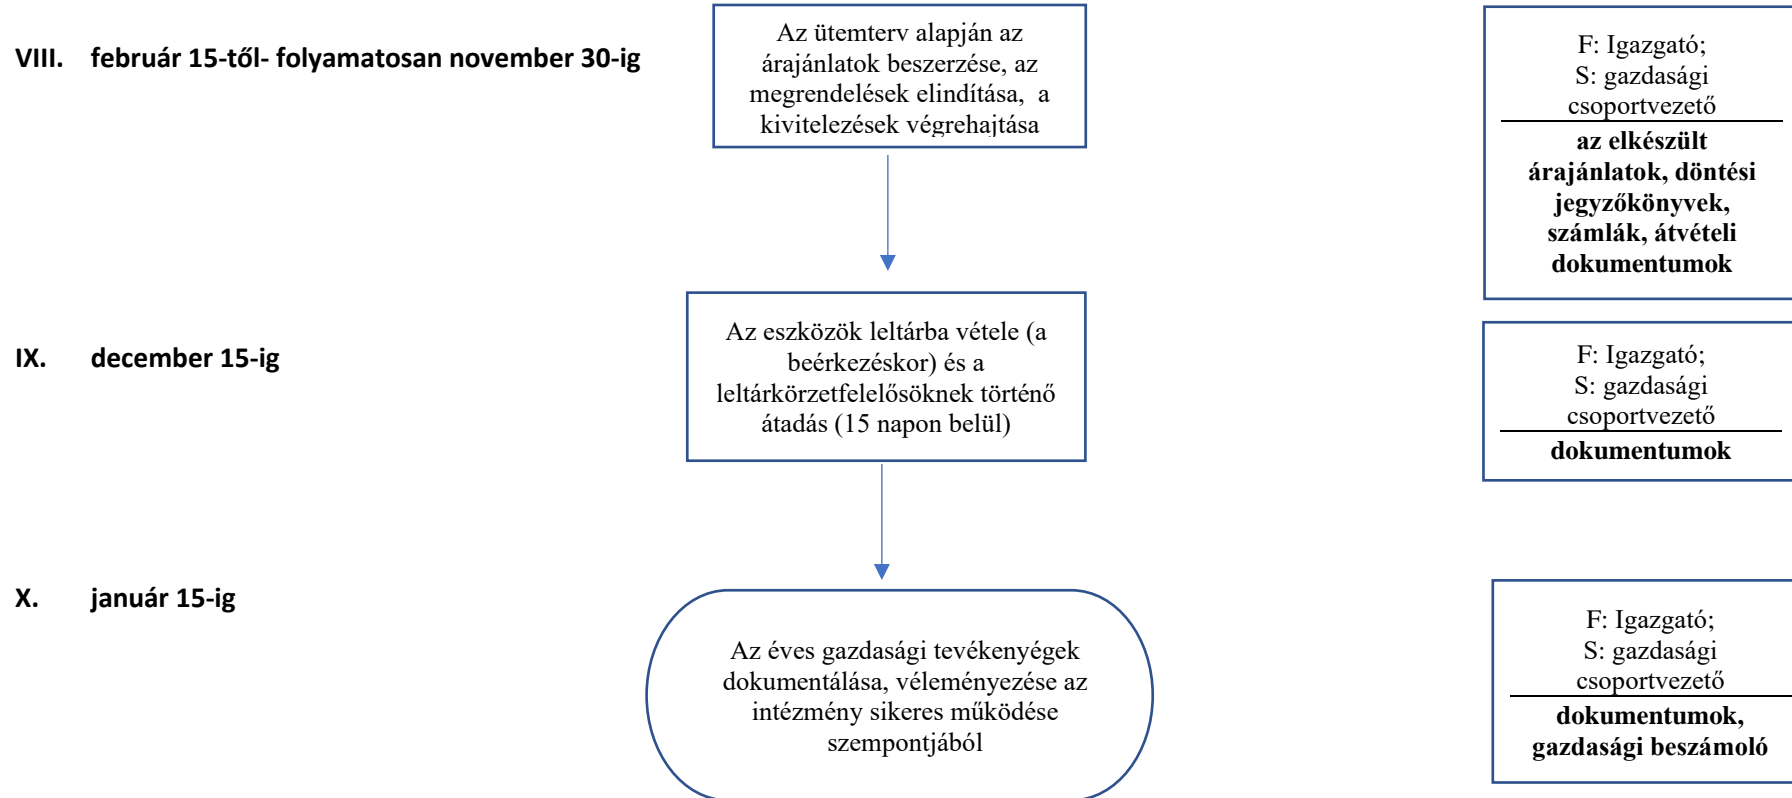 VIII. február 15-től- folyamatosan november 30-ig
Az ütemterv alapján az
árajánlatok beszerzése, az
megrendelések elindítása, a
kivitelezések végrehajtása
F: Igazgató;
S: gazdasági
csoportvezető
az elkészült
árajánlatok, döntési
jegyzőkönyvek,
számlák, átvételi
dokumentumok
IX. december 15-ig
Az eszközök leltárba vétele (a
beérkezéskor) és a
leltárkörzetfelelősöknek történő
átadás (15 napon belül)
F: Igazgató;
S: gazdasági
csoportvezető
dokumentumok
X. január 15-ig
Az éves gazdasági tevékenyégek
dokumentálása, véleményezése az
intézmény sikeres működése
szempontjából
F: Igazgató;
S: gazdasági
csoportvezető
dokumentumok,
gazdasági beszámoló